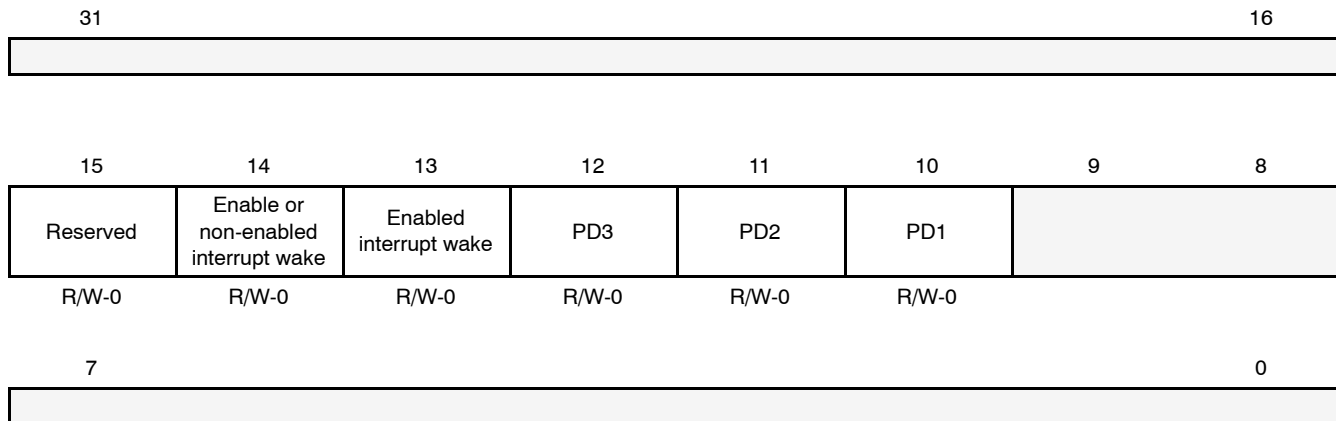 31 16
15 14 13 12 11 10 9 8
Reserved
Enable or
non-enabled
interrupt wake
Enabled
interrupt wake
PD3
PD2
PD1
R/W-0 R/W-0 R/W-0 R/W-0 R/W-0 R/W-0
7 0